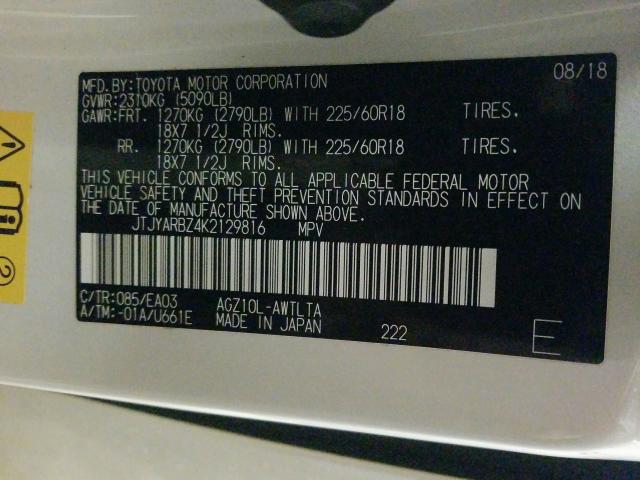 MFD.BY:TOYOTA MOTOR CORPORATION 08/18
GVWR:2310KG (5090LB)
GAWR:FRT. 1270KG (2790LB) WITH 225/60R18 TIRES.
18X7 1/2J RIMS.
RR. 1270KG (2790LB) WITH 225/60R18 TIRES.
18X7 1/2J RIMS.
THIS VEHICLE CONFORMS TO ALL APPLICABLE FEDERAL MOTOR
VEHICLE SAFETY AND THEFT PREVENTION STANDARDS IN EFFECT ON
THE DATE OF MANUFACTURE SHOWN ABOVE.
JTJYARBZ4K2129816 MPV
C/TR:085/EA03 AGZ10L-AWTLTA
A/TM:-01A/U661E MADE IN JAPAN 222 E
2